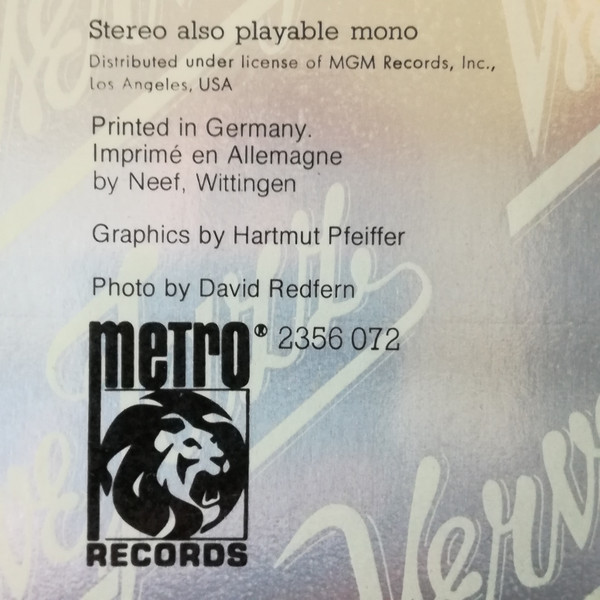 Stereo also playable mono
Distributed under license of MGM Records, Inc.,
Los Angeles, USA
Printed in Germany.
Imprimé en Allemagne
by Neef, Wittingen
Graphics by Hartmut Pfeiffer
Photo by David Redfern
metro® 2356 072
RECORDS
Verve